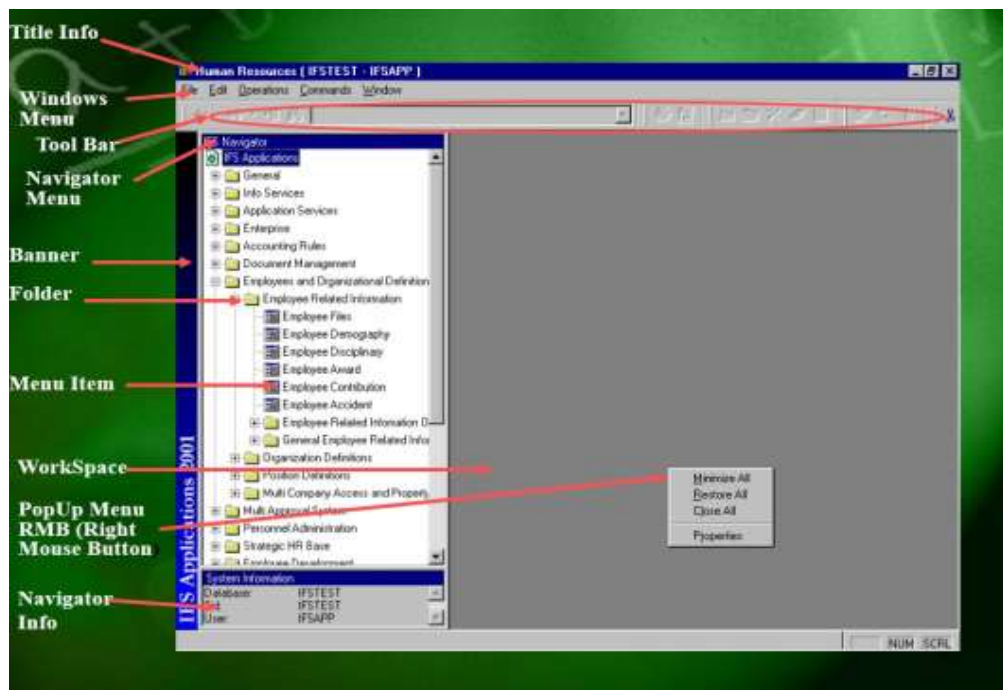 Title Info
Human Resources ( IFSTEST - IFSAPP )
File Edit Operations Commands Window
Windows
Menu
Tool Bar
Navigator
Menu
Navigator
IFS Applications
General
Info Services
Application Services
Enterprise
Accounting Rules
Document Management
Employees and Organizational Definition
Employee Related Information
Employee Files
Employee Demography
Employee Disciplinary
Employee Award
Employee Contribution
Employee Accident
Employee Related Infomation D
General Employee Related Infor
Organization Definitions
Position Definitions
Multi Company Access and Property
Multi Approval System
Personnel Administration
Strategic HR Base
Employee Development
Banner
Folder
Menu Item
WorkSpace
PopUp Menu
RMB (Right
Mouse Button)
Navigator
Info
IFS Applications 2001
Minimize All
Restore All
Close All
Properties
System Information
Database: IFSTEST
IFSTEST
User: IFSAPP
NUM SCRL